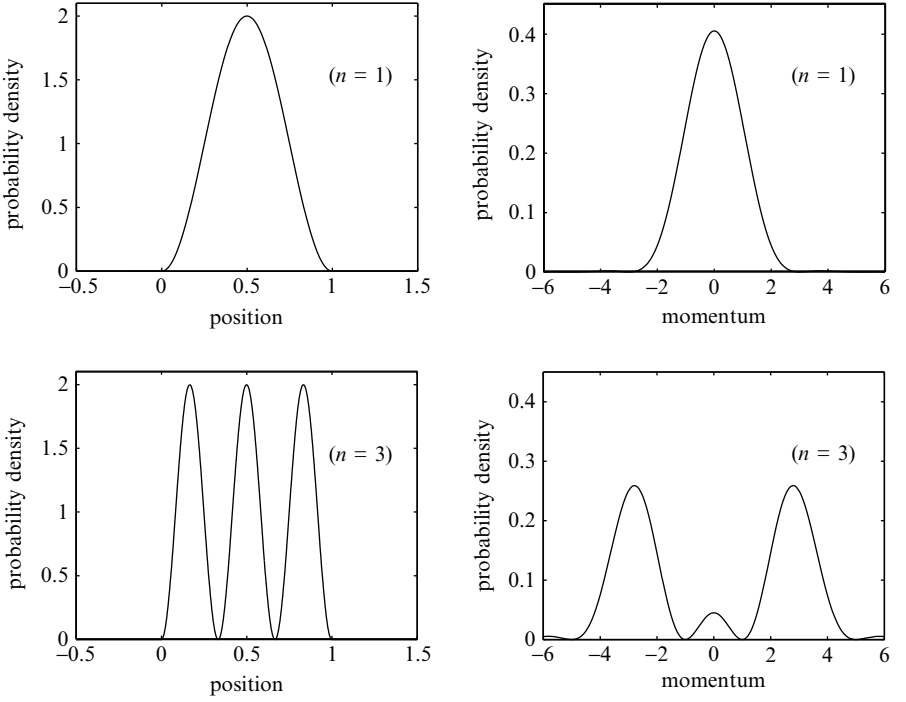 probability density
2
1.5
1
0.5
0
(n = 1)
−0.5 0 0.5 1 1.5
position
probability density
0.4
0.3
0.2
0.1
0
(n = 1)
−6 −4 −2 0 2 4 6
momentum
probability density
2
1.5
1
0.5
0
(n = 3)
−0.5 0 0.5 1 1.5
position
probability density
0.4
0.3
0.2
0.1
0
(n = 3)
−6 −4 −2 0 2 4 6
momentum